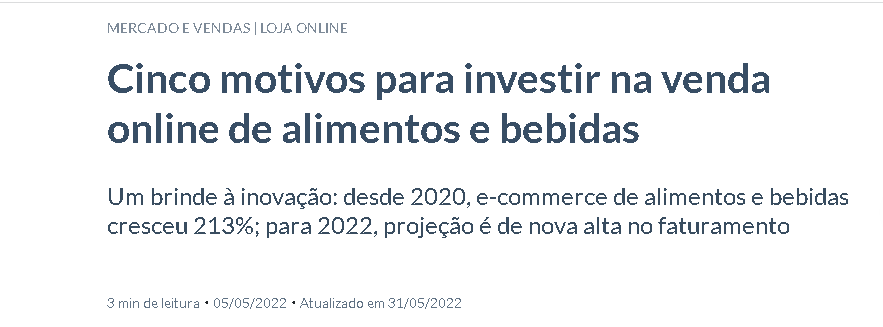 MERCADO E VENDAS | LOJA ONLINE
Cinco motivos para investir na venda
online de alimentos e bebidas
Um brinde à inovação: desde 2020, e-commerce de alimentos e bebidas
cresceu 213%; para 2022, projeção é de nova alta no faturamento
3 min de leitura • 05/05/2022 • Atualizado em 31/05/2022